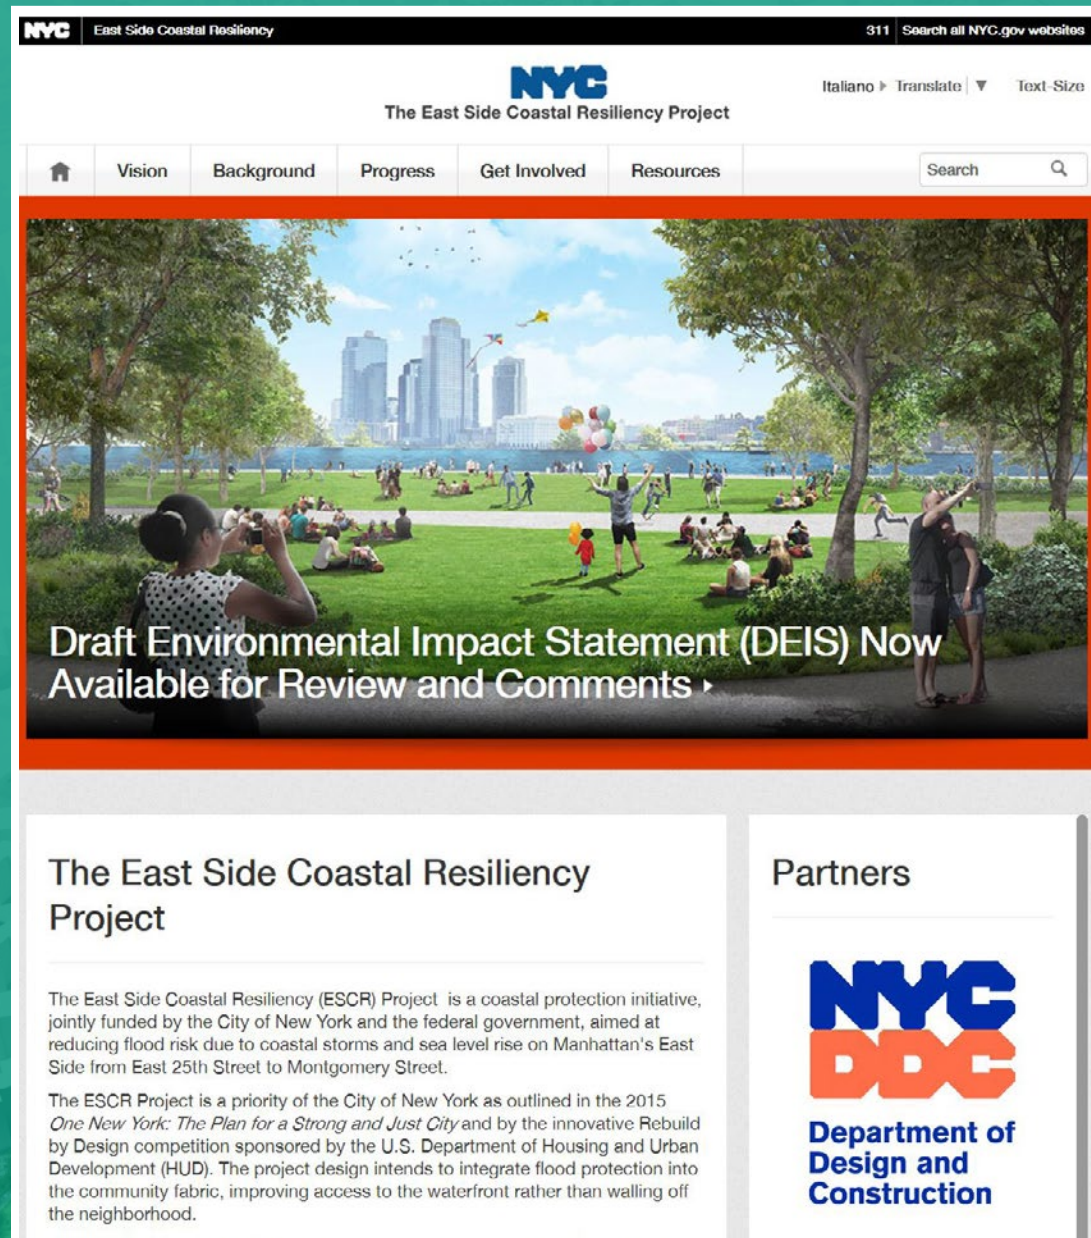 NYC East Side Coastal Resiliency 311 Search all NYC.gov websites
NYC
The East Side Coastal Resiliency Project
Italiano Translate ▼ Text-Size
Vision Background Progress Get Involved Resources Search
Draft Environmental Impact Statement (DEIS) Now
Available for Review and Comments
The East Side Coastal Resiliency
Project
The East Side Coastal Resiliency (ESCR) Project is a coastal protection initiative,
jointly funded by the City of New York and the federal government, aimed at
reducing flood risk due to coastal storms and sea level rise on Manhattan's East
Side from East 25th Street to Montgomery Street.
The ESCR Project is a priority of the City of New York as outlined in the 2015
One New York: The Plan for a Strong and Just City and by the innovative Rebuild
by Design competition sponsored by the U.S. Department of Housing and Urban
Development (HUD). The project design intends to integrate flood protection into
the community fabric, improving access to the waterfront rather than walling off
the neighborhood.
Partners
NYC
DDC
Department of
Design and
Construction